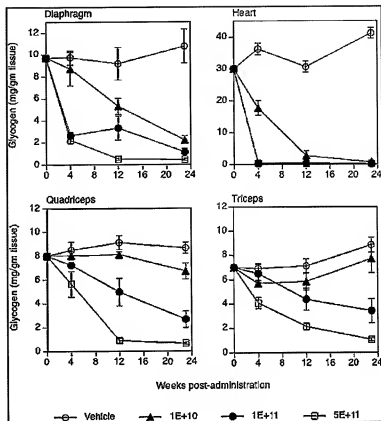 Diaphragm
Heart
Glycogen (mg/gm tissue)
12
10
8
6
4
2
0
0 4 8 12 16 20 24
40
30
20
10
0
0 4 8 12 16 20 24
Quadriceps
Triceps
Glycogen (mg/gm tissue)
12
10
8
6
4
2
0
0 4 8 12 16 20 24
12
10
8
6
4
2
0
0 4 8 12 16 20 24
Weeks post-administration
Vehicle 1E+10 1E+11 5E+11